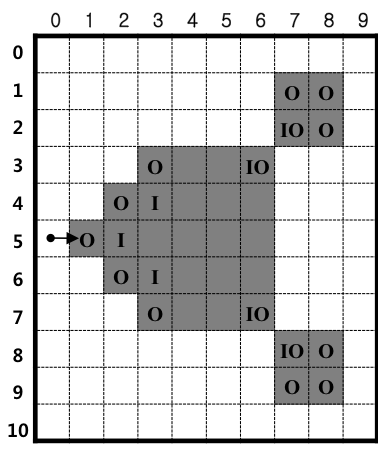 0 1 2 3 4 5 6 7 8 9
0
1 O O
2 IO O
3 O IO
4 O I
5 O I
6 O I
7 O IO
8 IO O
9 O O
10